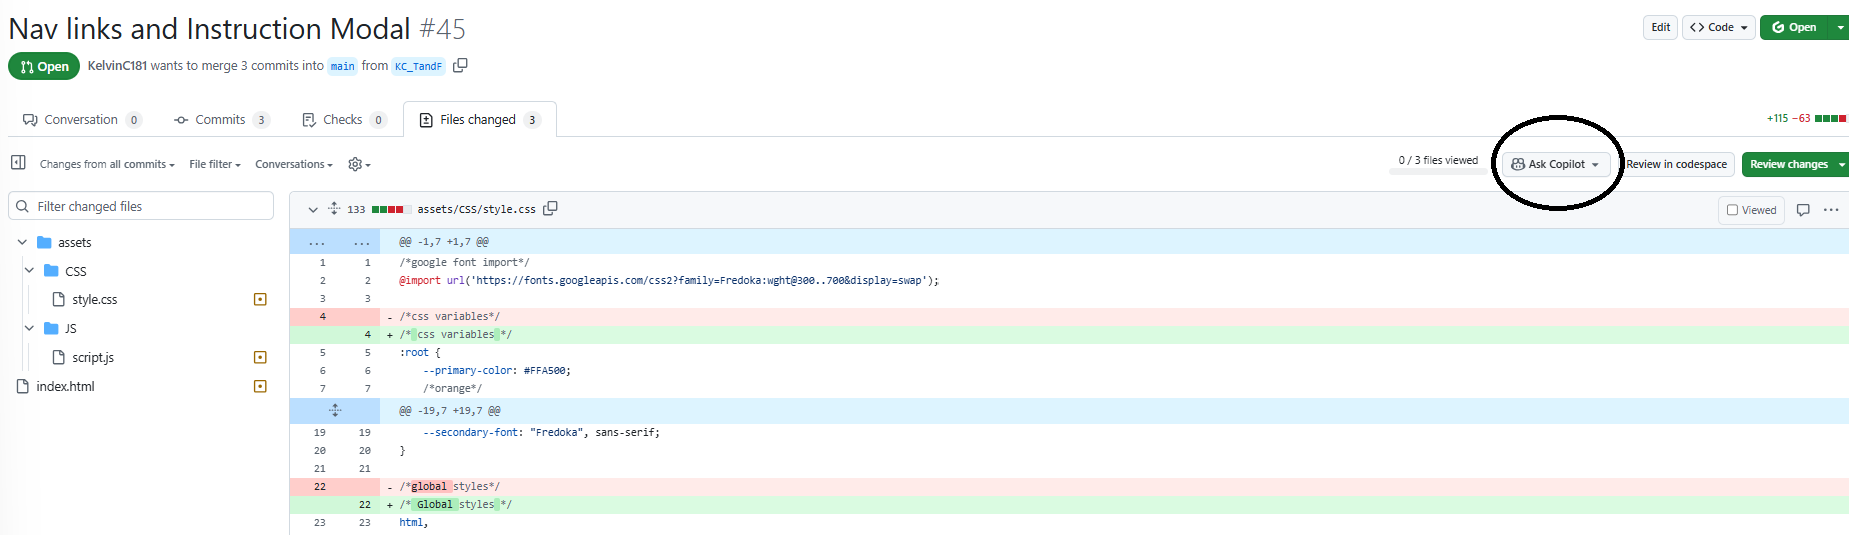 Nav links and Instruction Modal #45
Edit
Code
Open
Open
KelvinC181 wants to merge 3 commits into main from KC_TandF
Conversation 0
Commits 3
Checks 0
Files changed 3
+115 −63
Changes from all commits
File filter
Conversations
0 / 3 files viewed
Ask Copilot
Review in codespace
Review changes
Filter changed files
assets
CSS
style.css
JS
script.js
index.html
133 assets/CSS/style.css
Viewed
... ... @@ -1,7 +1,7 @@
1 1 /*google font import*/
2 2 @import url('https://fonts.googleapis.com/css2?family=Fredoka:wght@300..700&display=swap');
3 3
4 - /*css variables*/
4 + /* css variables */
5 5 :root {
6 6 --primary-color: #FFA500;
7 7 /*orange*/
@@ -19,7 +19,7 @@
19 19 --secondary-font: "Fredoka", sans-serif;
20 20 }
21 21
22 - /*global styles*/
22 + /* Global styles */
23 23 html,